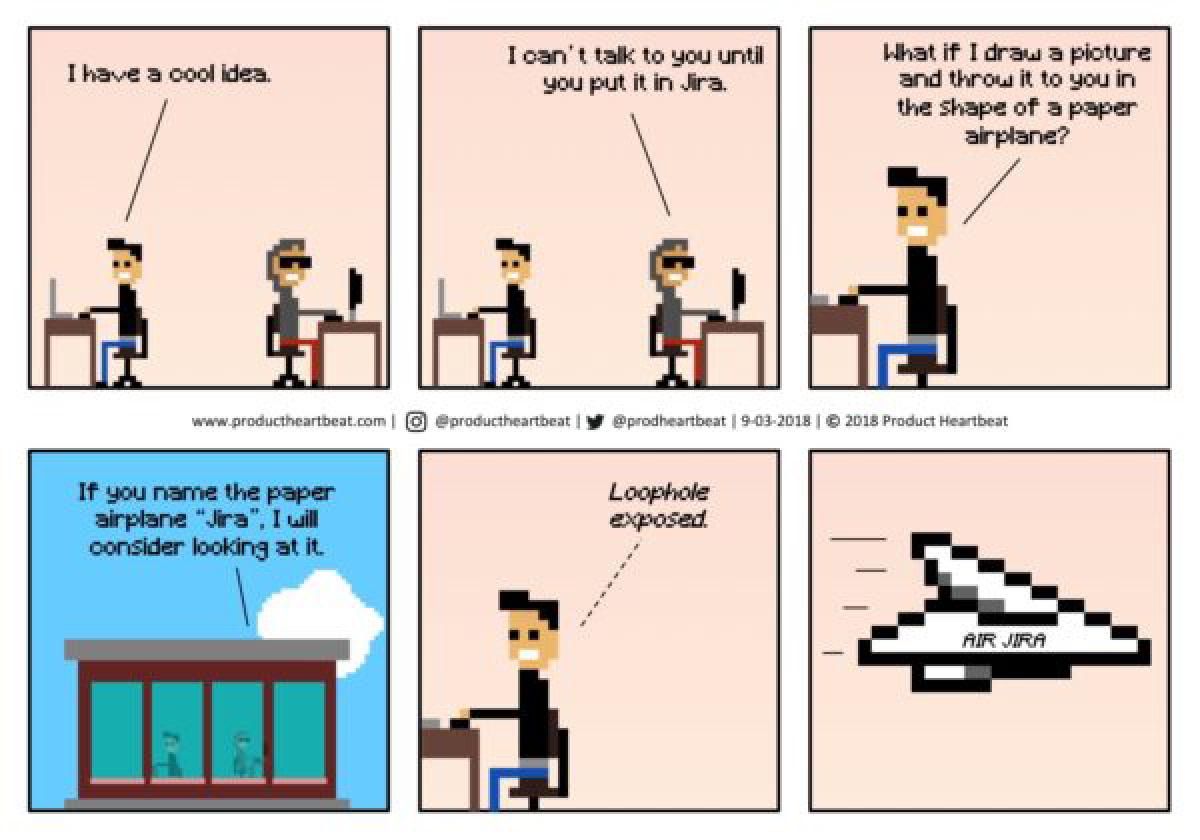 I have a cool idea.
I can't talk to you until
you put it in Jira.
What if I draw a picture
and throw it to you in
the shape of a paper
airplane?
www.productheartbeat.com | @productheartbeat | @prodheartbeat | 9-03-2018 | © 2018 Product Heartbeat
If you name the paper
airplane “Jira”, I will
consider looking at it.
Loophole
exposed.
AIR JIRA